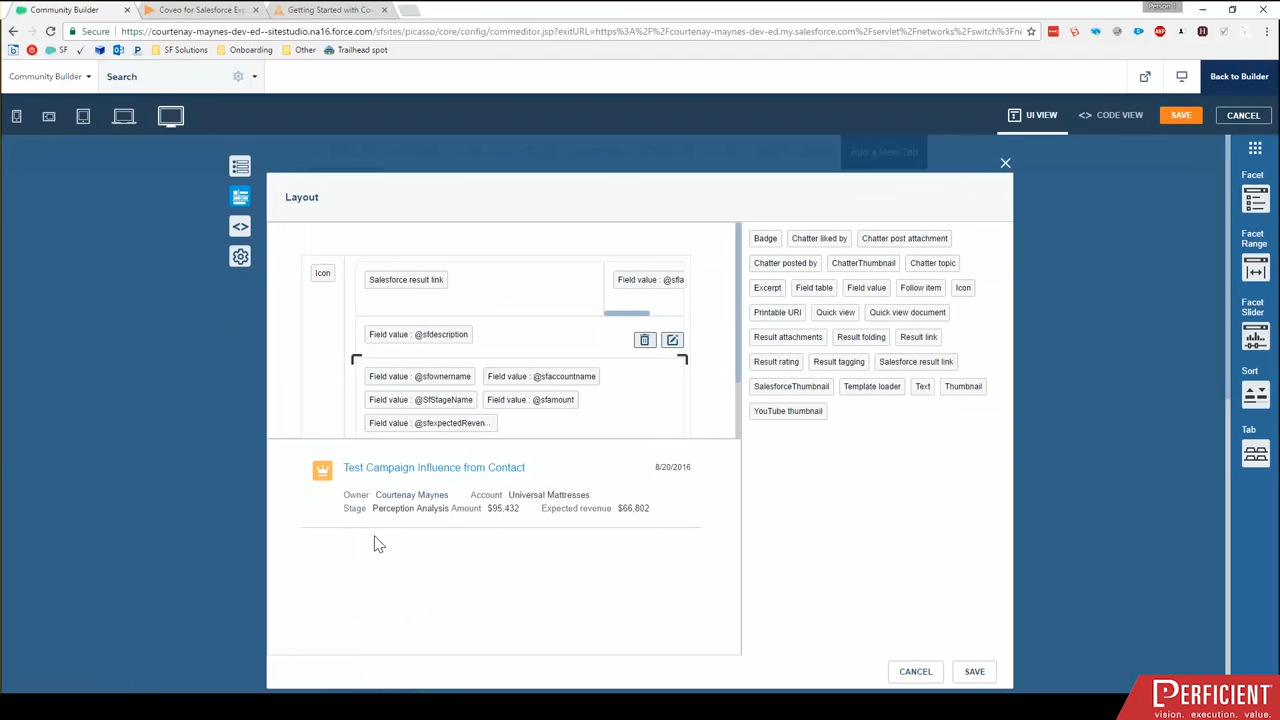 Community Builder
Coveo for Salesforce Exp
Getting Started with Co
Person 1
Secure
https://courtenay-maynes-dev-ed--sitestudio.na16.force.com/sfsites/picasso/core/config/commeditor.jsp?exitURL=https%3A%2F%2Fcourtenay-maynes-dev-ed.my.salesforce.com%2Fservlet%2Fnetworks%2Fswitch%3Fne
SF
SF Solutions
Onboarding
Other
Trailhead spot
Community Builder
Search
Back to Builder
UI VIEW
<> CODE VIEW
SAVE
CANCEL
Add a New Tab
Layout
Icon
Salesforce result link
Field value : @sfla
Field value : @sfdescription
Field value : @sfownername
Field value : @sfaccountname
Field value : @SfStageName
Field value : @sfamount
Field value : @sfexpectedReven...
Test Campaign Influence from Contact
8/20/2016
Owner Courtenay Maynes Account Universal Mattresses
Stage Perception Analysis Amount $95,432 Expected revenue $66,802
Badge
Chatter liked by
Chatter post attachment
Chatter posted by
ChatterThumbnail
Chatter topic
Excerpt
Field table
Field value
Follow item
Icon
Printable URI
Quick view
Quick view document
Result attachments
Result folding
Result link
Result rating
Result tagging
Salesforce result link
SalesforceThumbnail
Template loader
Text
Thumbnail
YouTube thumbnail
CANCEL
SAVE
Facet
Facet
Range
Facet
Slider
Sort
Tab
PERFICIENT
vision. execution. value.